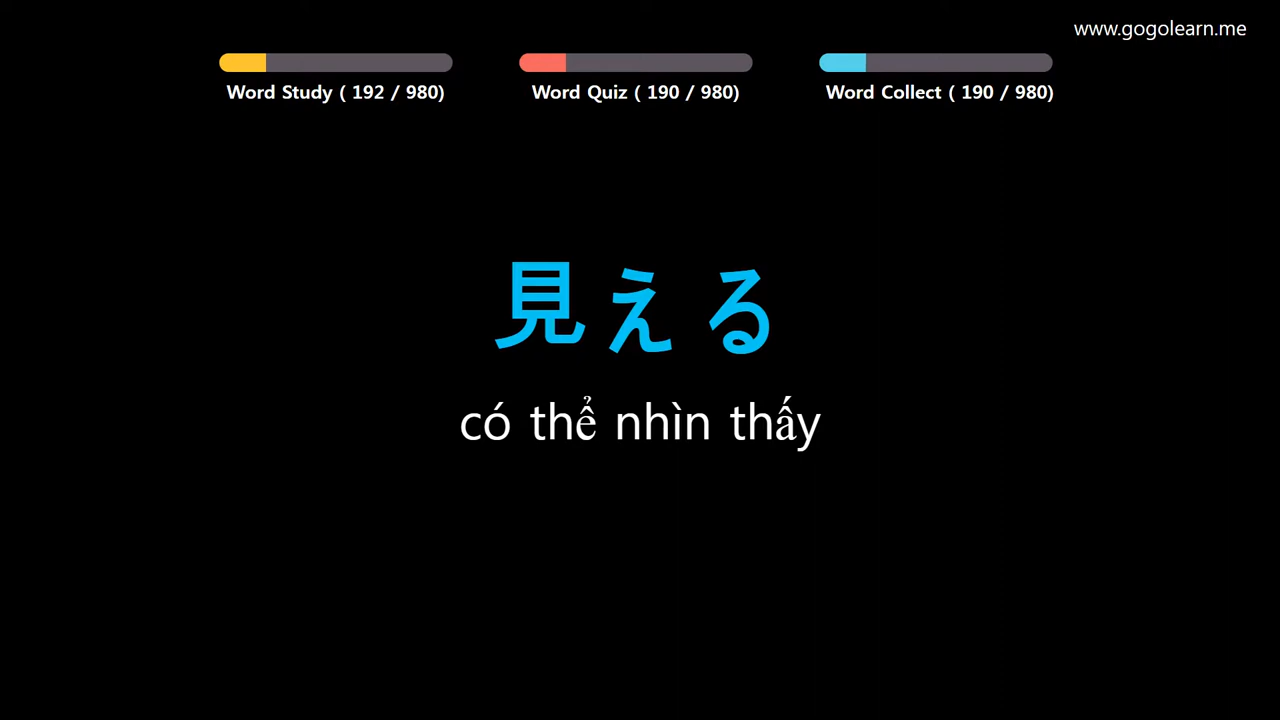 www.gogolearn.me
Word Study ( 192 / 980)
Word Quiz ( 190 / 980)
Word Collect ( 190 / 980)
見える
có thể nhìn thấy